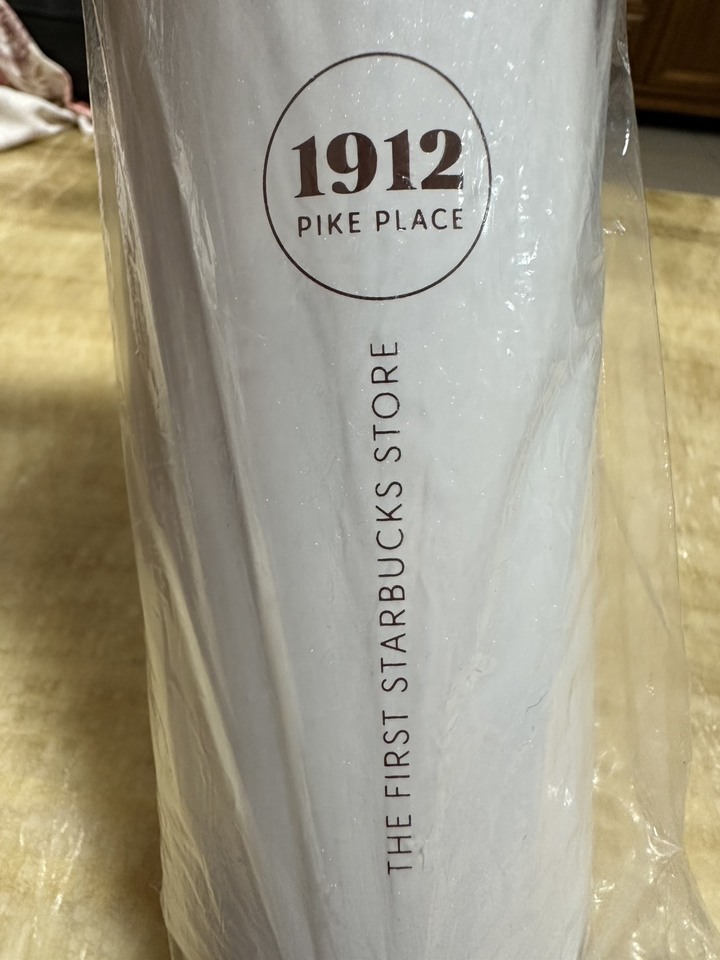 1912
PIKE PLACE
THE FIRST STARBUCKS STORE